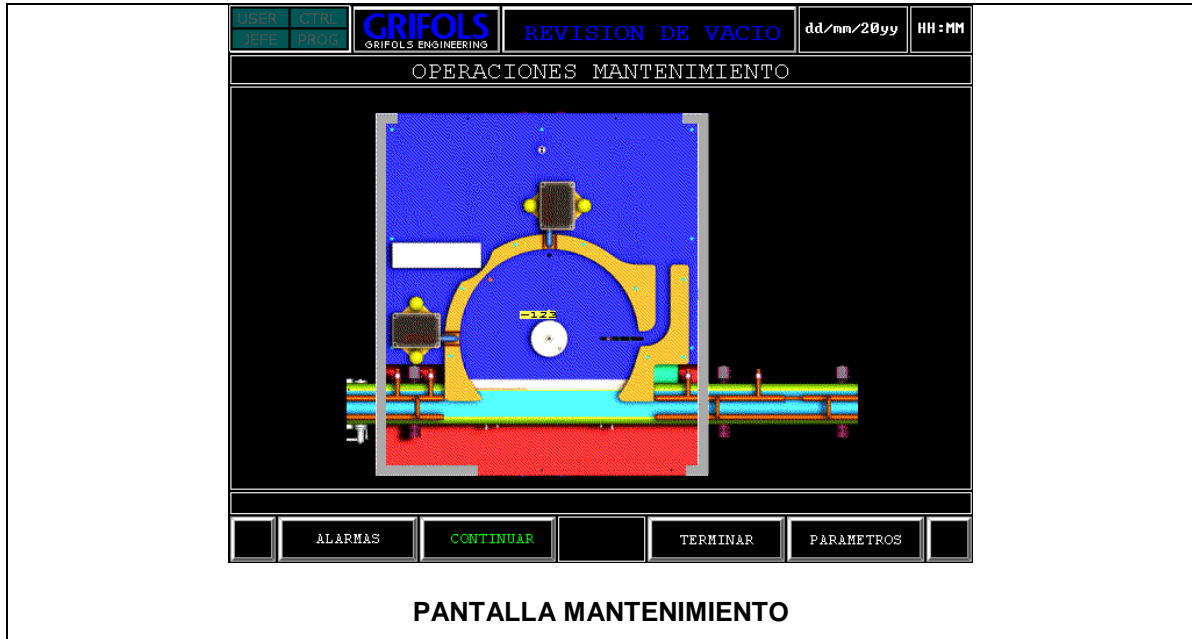 USER CTRL
JEFE PROG
GRIFOLS
GRIFOLS ENGINEERING
REVISION DE VACIO
dd/mm/20yy
HH:MM
OPERACIONES MANTENIMIENTO
-123
ALARMAS
CONTINUAR
TERMINAR
PARAMETROS
PANTALLA MANTENIMIENTO